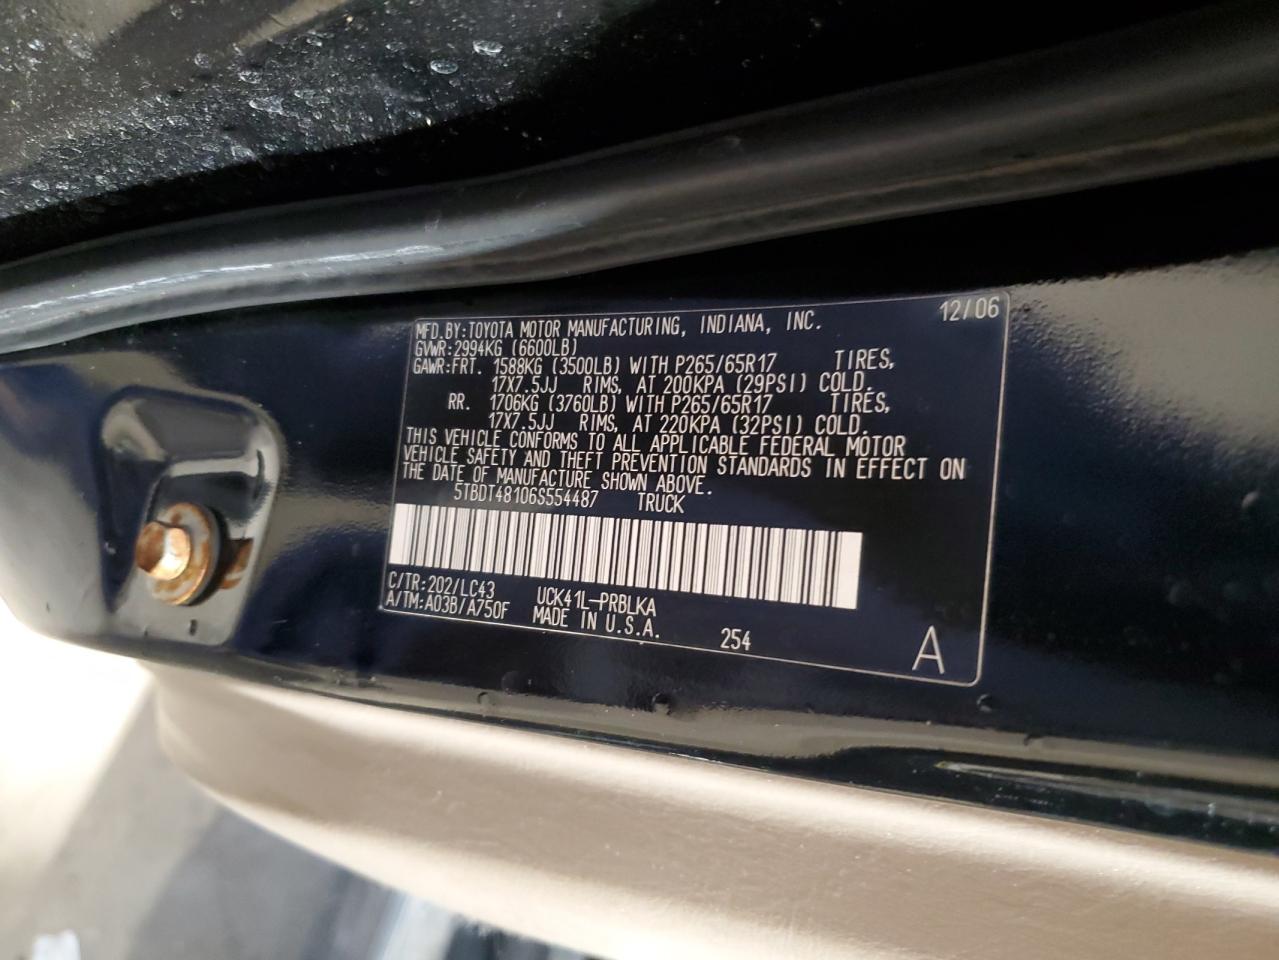 12/06
MFD.BY:TOYOTA MOTOR MANUFACTURING, INDIANA, INC.
GVWR:2994KG (6600LB)
GAWR:FRT. 1588KG (3500LB) WITH P265/65R17 TIRES,
17X7.5JJ RIMS, AT 200KPA (29PSI) COLD.
RR. 1706KG (3760LB) WITH P265/65R17 TIRES,
17X7.5JJ RIMS, AT 220KPA (32PSI) COLD.
THIS VEHICLE CONFORMS TO ALL APPLICABLE FEDERAL MOTOR
VEHICLE SAFETY AND THEFT PREVENTION STANDARDS IN EFFECT ON
THE DATE OF MANUFACTURE SHOWN ABOVE.
5TBDT48106S554487 TRUCK
C/TR:202/LC43 UCK41L-PRBLKA
A/TM:A03B/A750F MADE IN U.S.A. 254 A